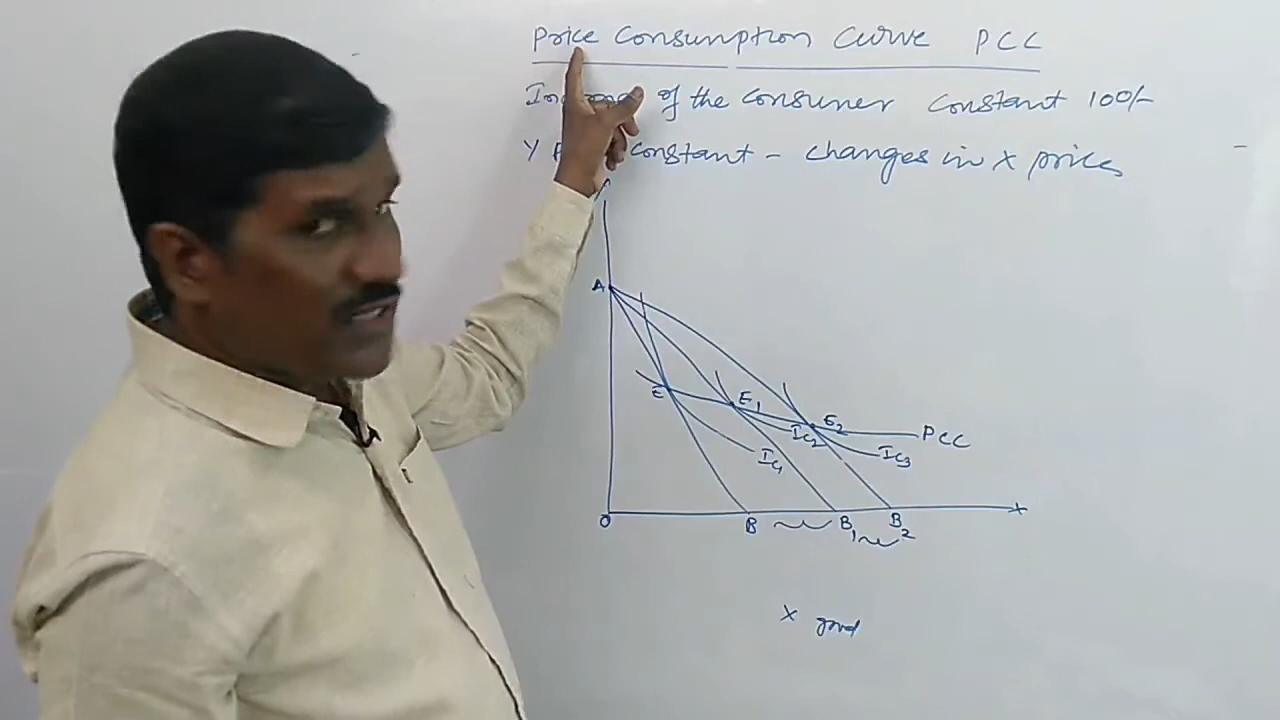 Price Consumption Curve PCC
of the consumer constant 100/-
Y constant - changes in X prices
Y
A
E
E1
E2
PCC
IC2
IC3
IC1
O
B
B1
B2
X
X good